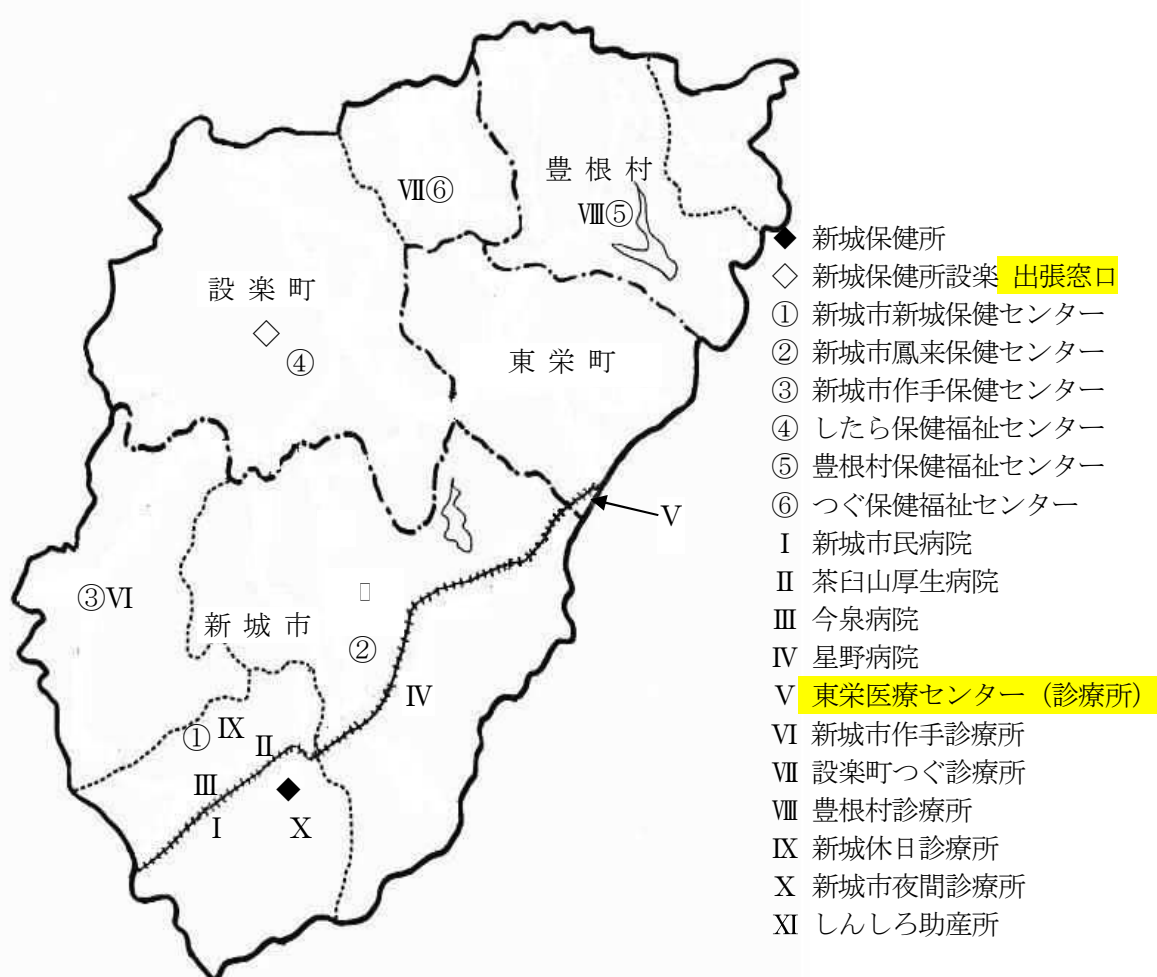 豊根村
Ⅶ⑥
Ⅷ⑤
設楽町
◇
④
東栄町
Ⅴ
③Ⅵ
新城市
②
Ⅳ
①
Ⅸ
Ⅱ
Ⅲ
◆
Ⅰ
Ⅹ
◆ 新城保健所
◇ 新城保健所設楽 出張窓口
① 新城市新城保健センター
② 新城市鳳来保健センター
③ 新城市作手保健センター
④ したら保健福祉センター
⑤ 豊根村保健福祉センター
⑥ つぐ保健福祉センター
Ⅰ 新城市民病院
Ⅱ 茶臼山厚生病院
Ⅲ 今泉病院
Ⅳ 星野病院
Ⅴ 東栄医療センター（診療所）
Ⅵ 新城市作手診療所
Ⅶ 設楽町つぐ診療所
Ⅷ 豊根村診療所
Ⅸ 新城休日診療所
Ⅹ 新城市夜間診療所
Ⅺ しんしろ助産所